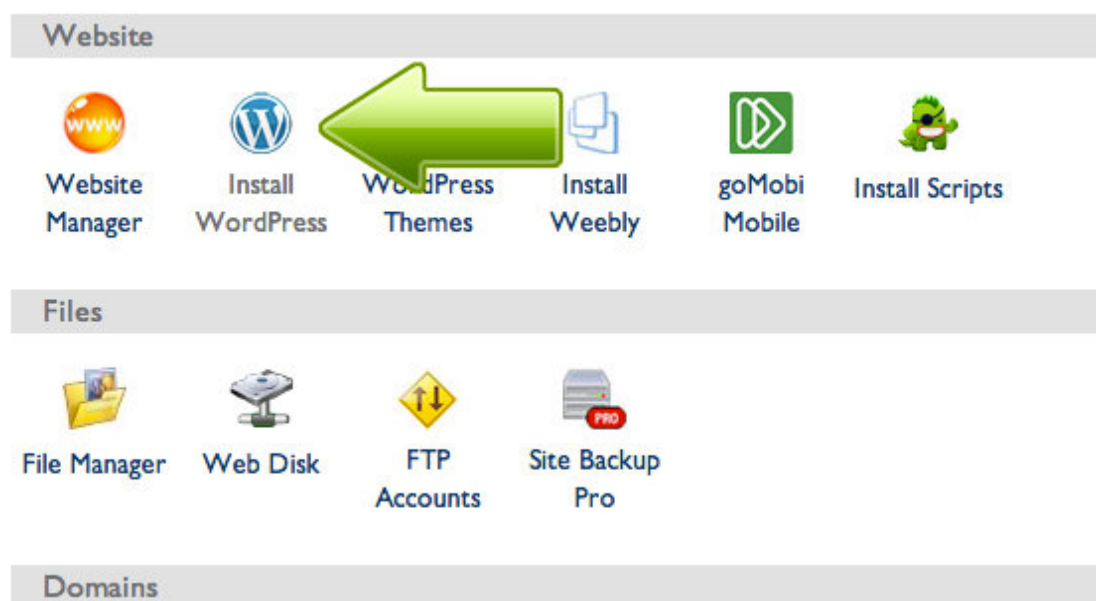 Website
www
Install
WordPress
Themes
Website
Manager
Install
WordPress
Install
Weebly
goMobi
Mobile
Install Scripts
Files
PRO
File Manager
Web Disk
FTP
Accounts
Site Backup
Pro
Domains